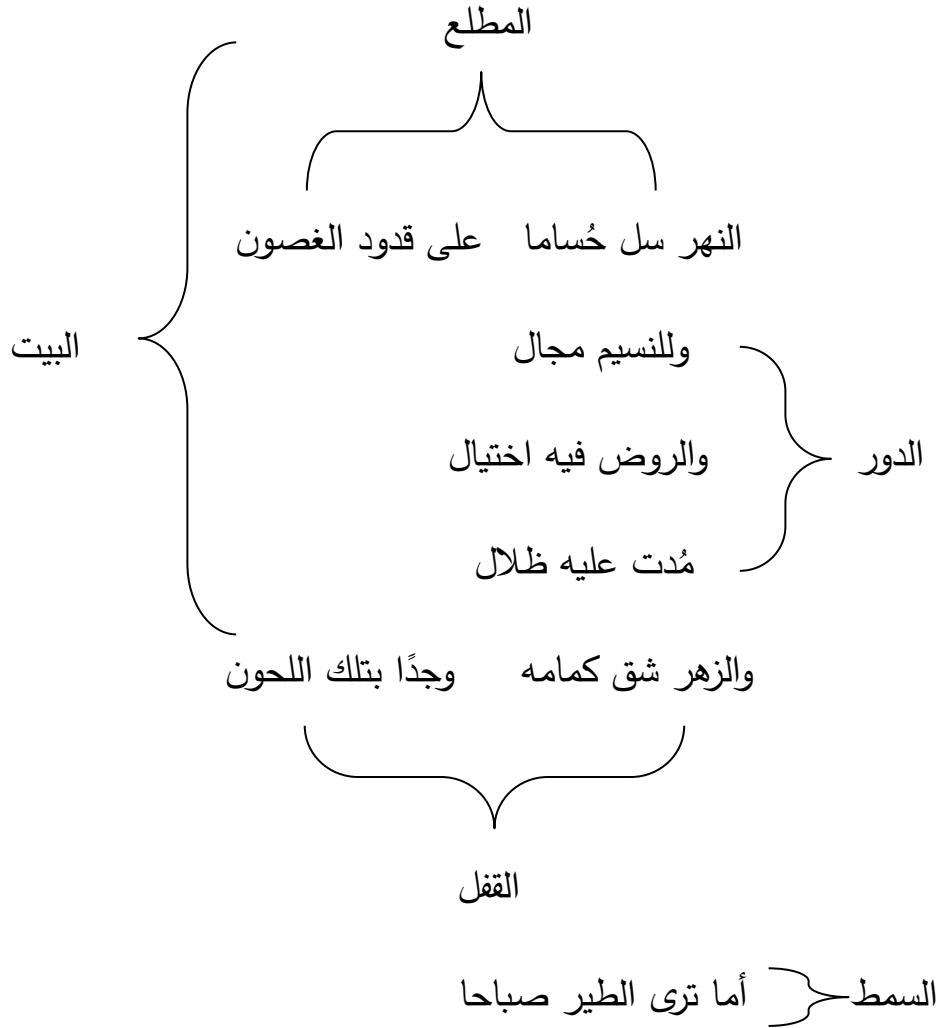 المطلع
النهر سل حُساما على قدود الغصون
وللنسيم مجال
البيت
والروض فيه اختيال
الدور
مُدت عليه ظلال
والزهر شق كمامه وجدًا بتلك اللحون
القفل
السمط أما ترى الطير صباحا